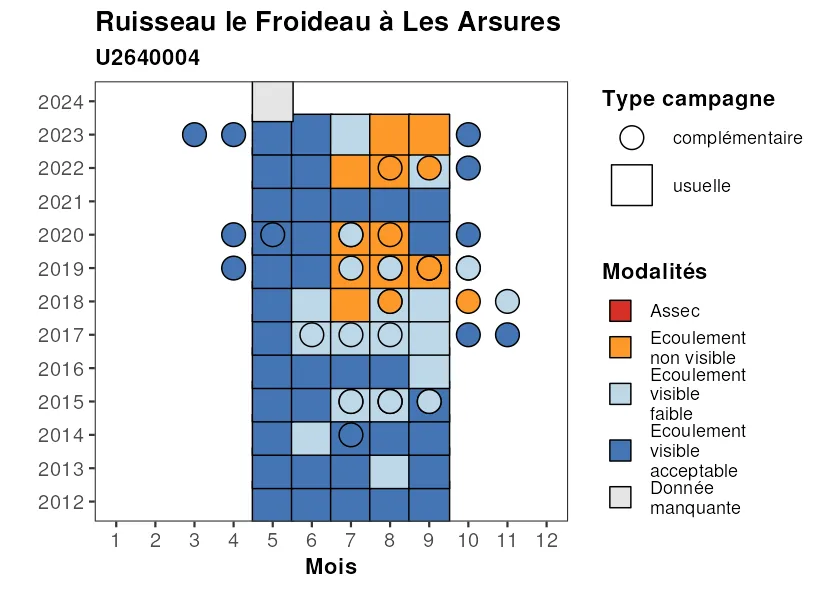 Ruisseau le Froideau à Les Arsures
U2640004
2024
2023
2022
2021
2020
2019
2018
2017
2016
2015
2014
2013
2012
1 2 3 4 5 6 7 8 9 10 11 12
Mois
Type campagne
complémentaire
usuelle
Modalités
Assec
Ecoulement
non visible
Ecoulement
visible
faible
Ecoulement
visible
acceptable
Donnée
manquante